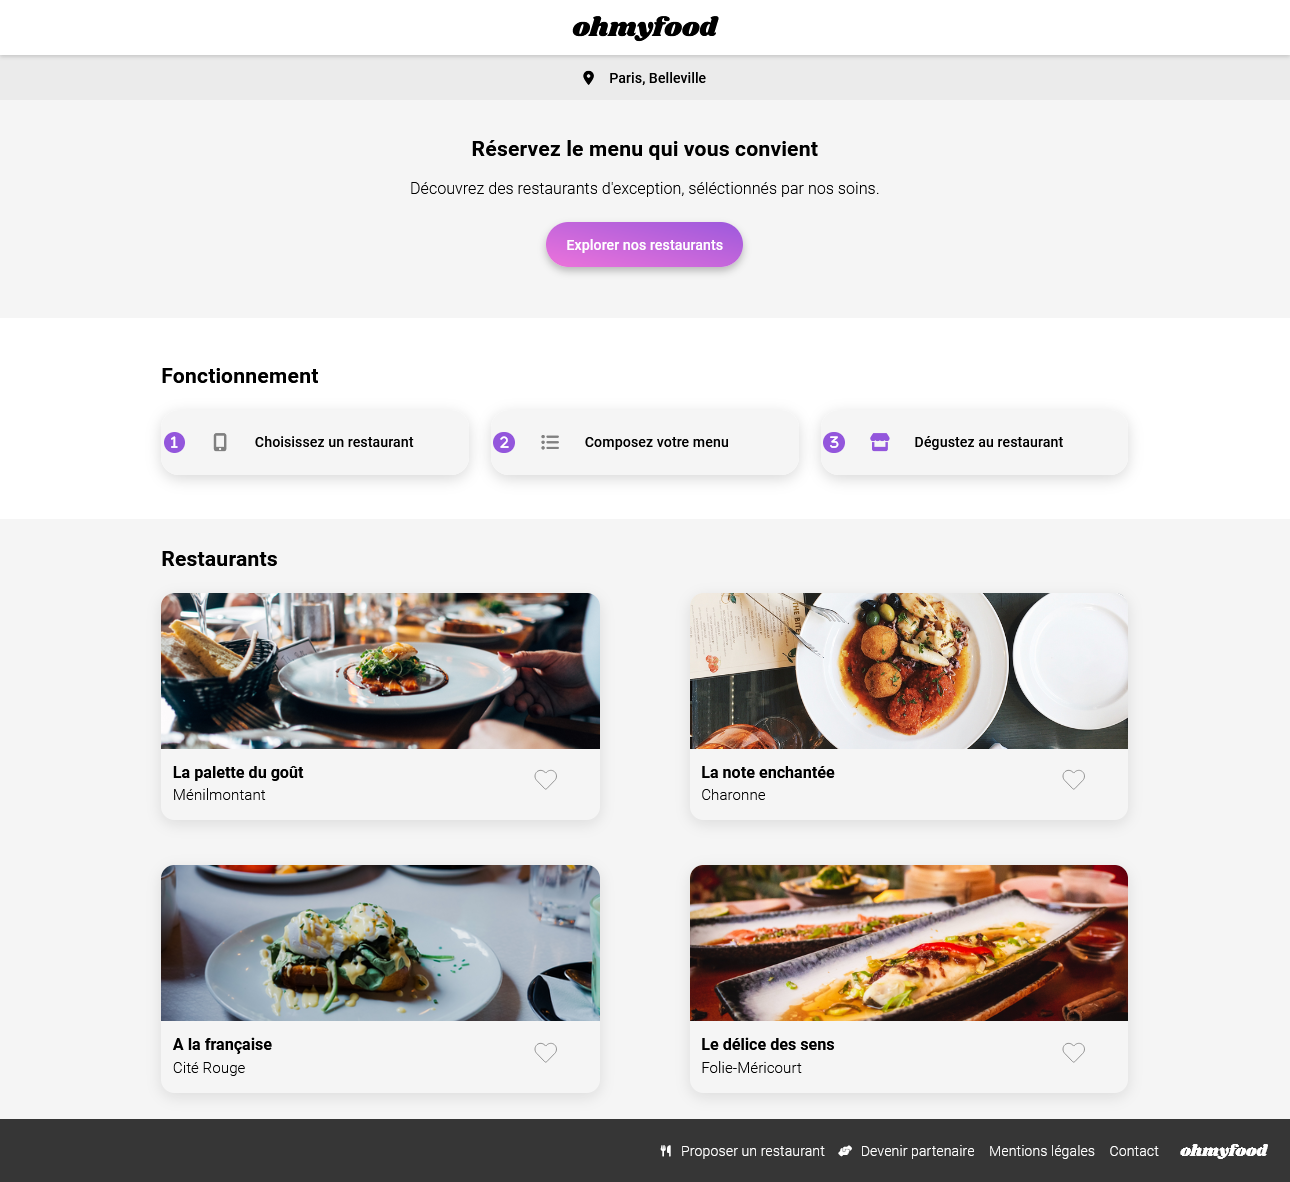 ohmyfood
Paris, Belleville
Réservez le menu qui vous convient
Découvrez des restaurants d'exception, séléctionnés par nos soins.
Explorer nos restaurants
Fonctionnement
1 Choisissez un restaurant
2 Composez votre menu
3 Dégustez au restaurant
Restaurants
La palette du goût
Ménilmontant
La note enchantée
Charonne
A la française
Cité Rouge
Le délice des sens
Folie-Méricourt
Proposer un restaurant Devenir partenaire Mentions légales Contact ohmyfood